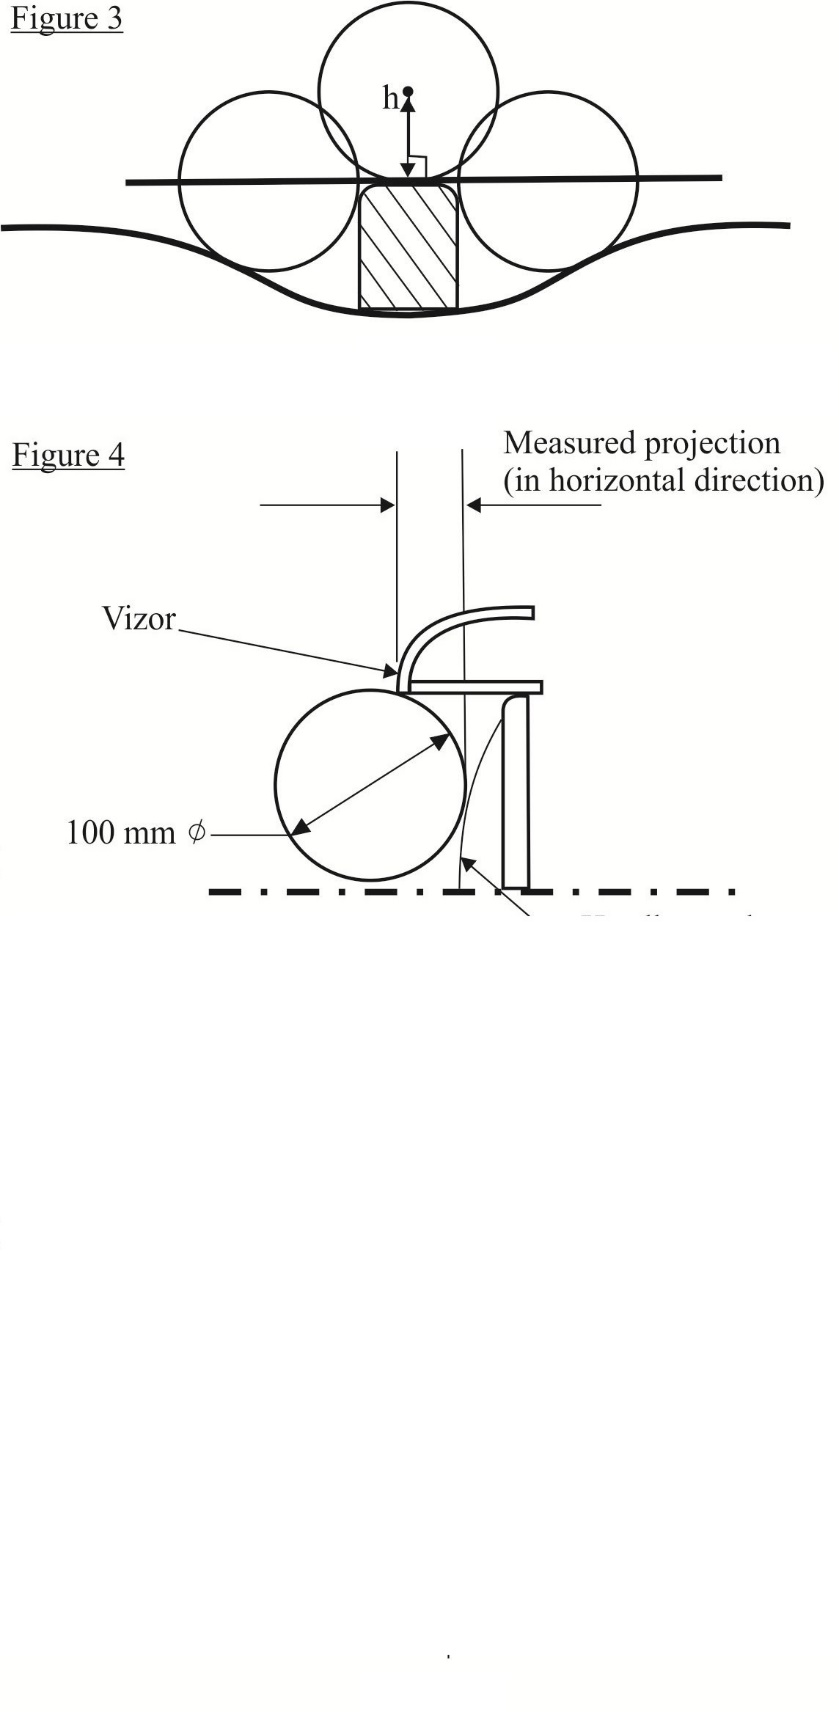 Figure 3
h
Figure 4
Measured projection
(in horizontal direction)
Vizor
100 mm ⌀